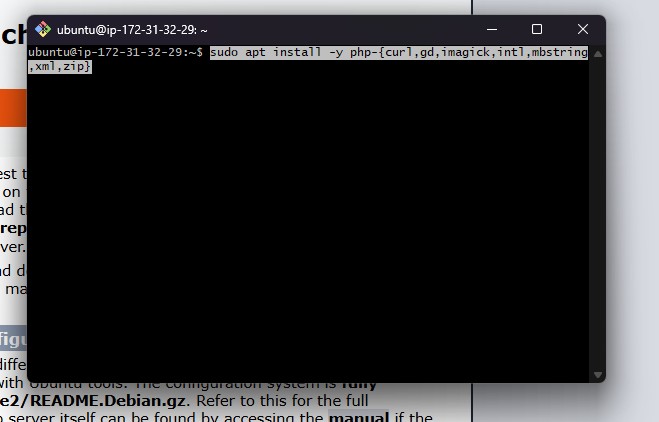 ch
ubuntu@ip-172-31-32-29: ~
ubuntu@ip-172-31-32-29:~$ sudo apt install -y php-{curl,gd,imagick,intl,mbstring
,xml,zip}
est t
on
ad th
rep
ver.
nd de
ma
figu
diffe
with Ubuntu tools. The configuration system is fully
e2/README.Debian.gz. Refer to this for the full
server itself can be found by accessing the manual if the